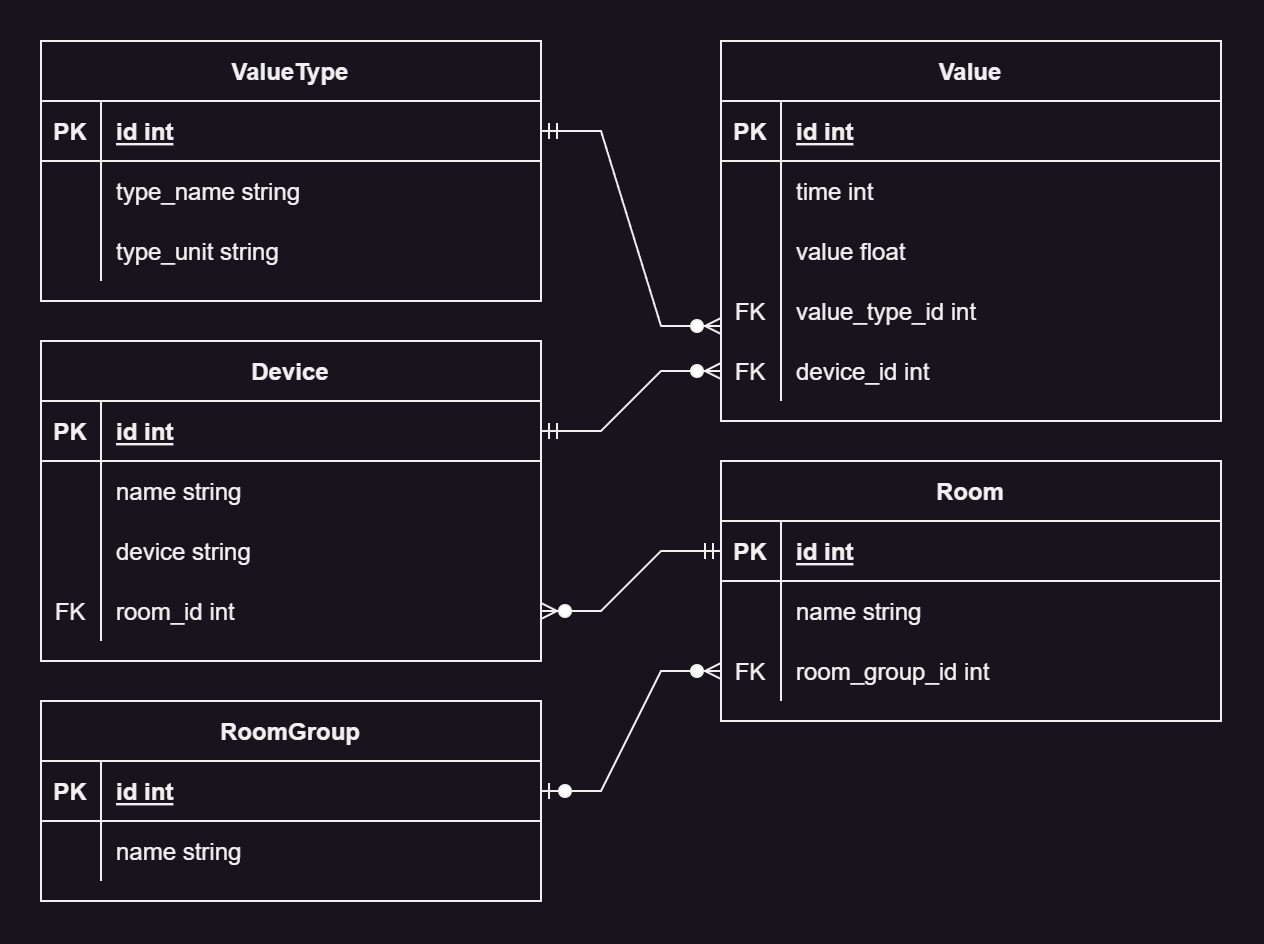 ValueType
PK id int
type_name string
type_unit string
Value
PK id int
time int
value float
FK value_type_id int
FK device_id int
Device
PK id int
name string
device string
FK room_id int
Room
PK id int
name string
FK room_group_id int
RoomGroup
PK id int
name string